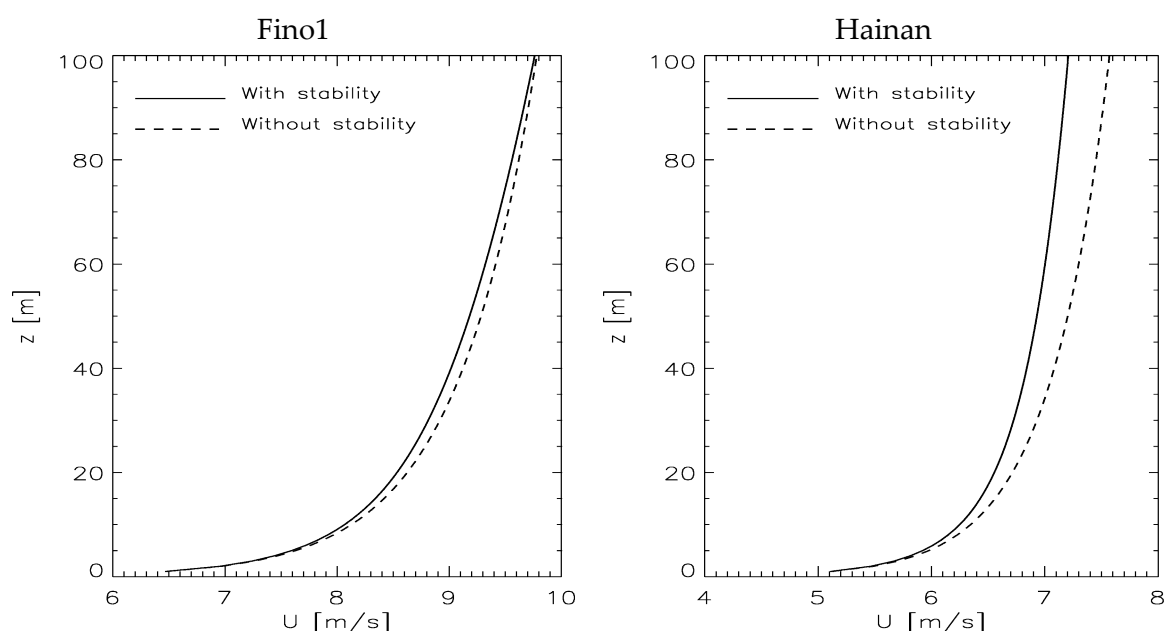 Fino1
100
80
60
40
20
0
z [m]
With stability
Without stability
6 7 8 9 10
U [m/s]
Hainan
100
80
60
40
20
0
z [m]
With stability
Without stability
4 5 6 7 8
U [m/s]